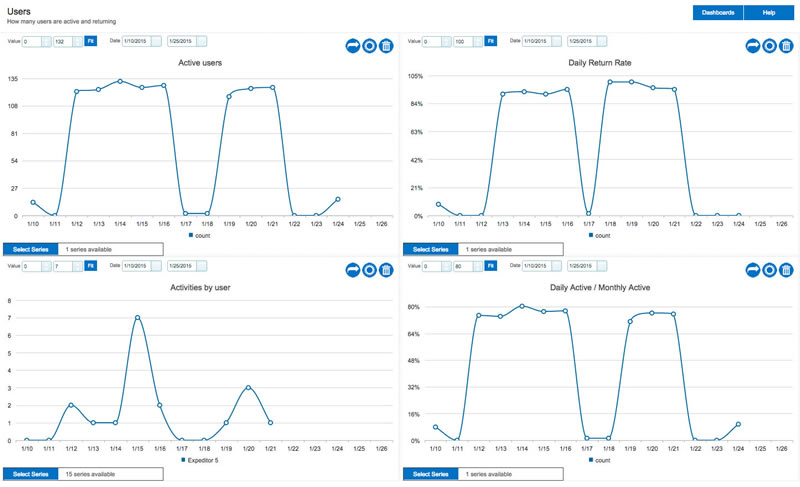 Users
How many users are active and returning
Dashboards Help
Value 0 132 Fit Date 1/10/2015 1/25/2015
Active users
135
108
81
54
27
0
1/10 1/11 1/12 1/13 1/14 1/15 1/16 1/17 1/18 1/19 1/20 1/21 1/22 1/23 1/24 1/25 1/26
count
Select Series 1 series available
Value 0 100 Fit Date 1/10/2015 1/25/2015
Daily Return Rate
105%
84%
63%
42%
21%
0
1/10 1/11 1/12 1/13 1/14 1/15 1/16 1/17 1/18 1/19 1/20 1/21 1/22 1/23 1/24 1/25 1/26
count
Select Series 1 series available
Value 0 7 Fit Date 1/10/2015 1/25/2015
Activities by user
8
7
6
5
4
3
2
1
0
1/10 1/11 1/12 1/13 1/14 1/15 1/16 1/17 1/18 1/19 1/20 1/21 1/22 1/23 1/24 1/25 1/26
Expeditor 5
Select Series 15 series available
Value 0 80 Fit Date 1/10/2015 1/25/2015
Daily Active / Monthly Active
80%
64%
48%
32%
16%
0
1/10 1/11 1/12 1/13 1/14 1/15 1/16 1/17 1/18 1/19 1/20 1/21 1/22 1/23 1/24 1/25 1/26
count
Select Series 1 series available